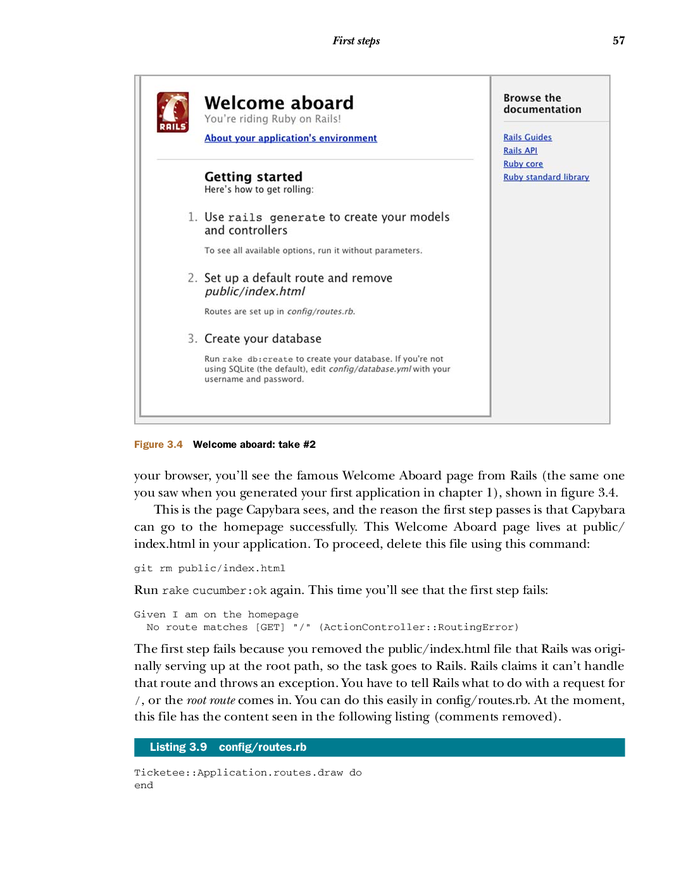 First steps 57
Welcome aboard
You're riding Ruby on Rails!
About your application's environment
RAILS
Getting started
Here's how to get rolling:
1. Use rails generate to create your models
and controllers
To see all available options, run it without parameters.
2. Set up a default route and remove
public/index.html
Routes are set up in config/routes.rb.
3. Create your database
Run rake db:create to create your database. If you're not
using SQLite (the default), edit config/database.yml with your
username and password.
Browse the
documentation
Rails Guides
Rails API
Ruby core
Ruby standard library
Figure 3.4 Welcome aboard: take #2
your browser, you'll see the famous Welcome Aboard page from Rails (the same one
you saw when you generated your first application in chapter 1), shown in figure 3.4.
This is the page Capybara sees, and the reason the first step passes is that Capybara
can go to the homepage successfully. This Welcome Aboard page lives at public/
index.html in your application. To proceed, delete this file using this command:
git rm public/index.html
Run rake cucumber:ok again. This time you'll see that the first step fails:
Given I am on the homepage
No route matches [GET] "/" (ActionController::RoutingError)
The first step fails because you removed the public/index.html file that Rails was origi-
nally serving up at the root path, so the task goes to Rails. Rails claims it can't handle
that route and throws an exception. You have to tell Rails what to do with a request for
/, or the root route comes in. You can do this easily in config/routes.rb. At the moment,
this file has the content seen in the following listing (comments removed).
Listing 3.9 config/routes.rb
Ticketee::Application.routes.draw do
end